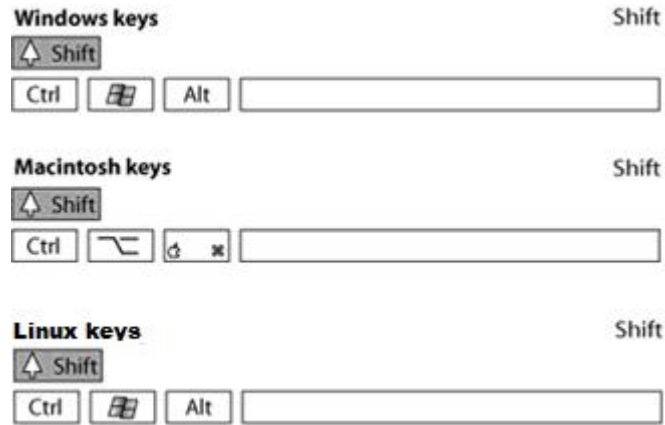 Windows keys Shift
Shift
Ctrl Alt
Macintosh keys Shift
Shift
Ctrl ⌥ ⌘
Linux keys Shift
Shift
Ctrl Alt